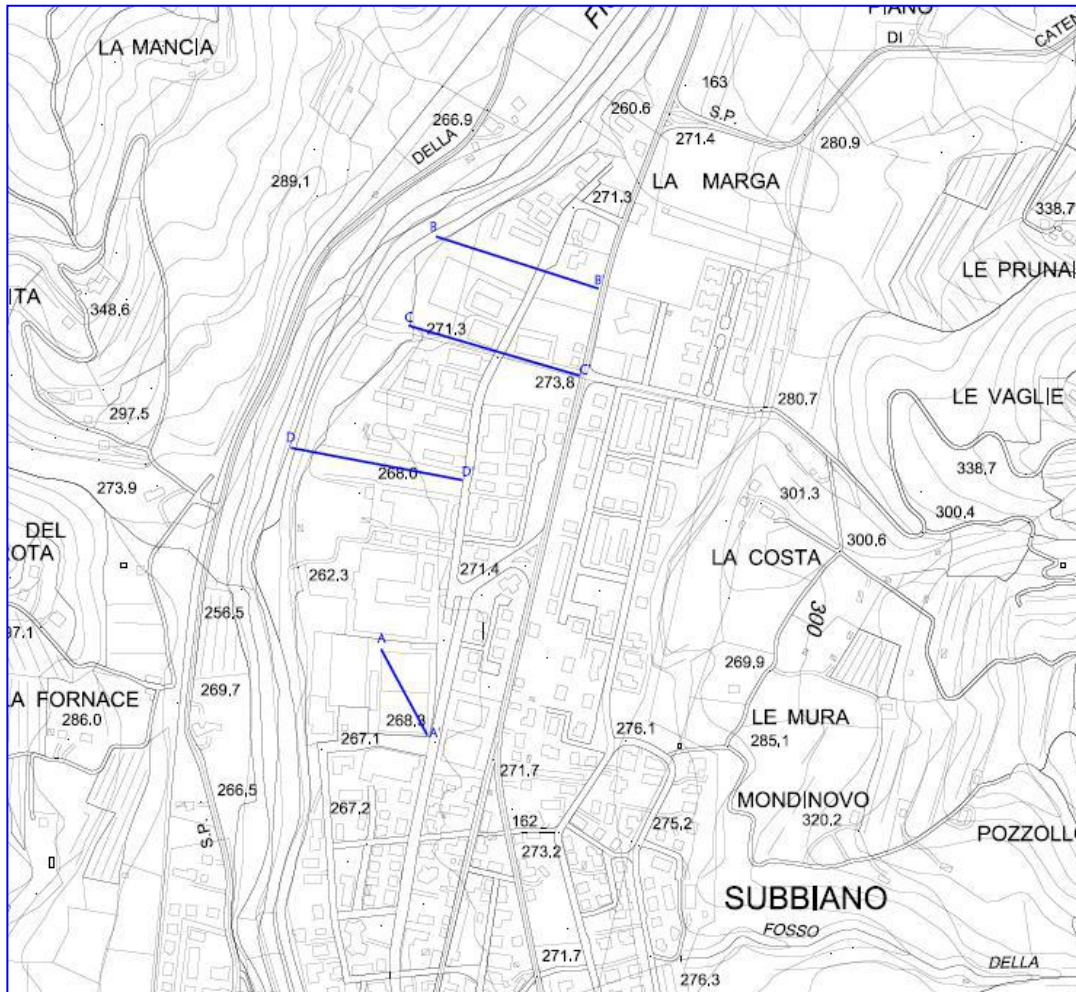 PIANO
DI
CATEN
LA MANCIA
FI
163
260.6
266.9
S.P.
DELLA
271.4
280.9
289,1
LA MARGA
271.3
338.7
B
LE PRUNAI
ITA
B'
348.6
C
271.3
C'
273.8
280.7
LE VAGLIE
297.5
D
268.0
D'
338,7
273.9
301.3
300.4
DEL
ROTA
300.6
LA COSTA
271.4
262.3
256,5
300
97.1
A
269.9
269.7
LA FORNACE
286.0
268.3
A'
LE MURA
285,1
267.1
276.1
271.7
266,5
267.2
MONDINOVO
320.2
162
275,2
S.P.
273.2
POZZOLLO
SUBBIANO
FOSSO
271.7
DELLA
276,3